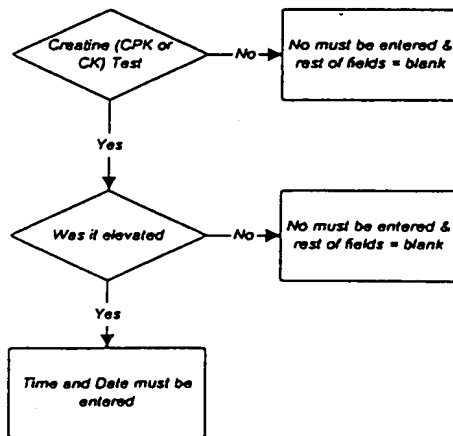 Creatine (CPK or
CK) Test
No
No must be entered &
rest of fields = blank
Yes
Was it elevated
No
No must be entered &
rest of fields = blank
Yes
Time and Date must be
entered